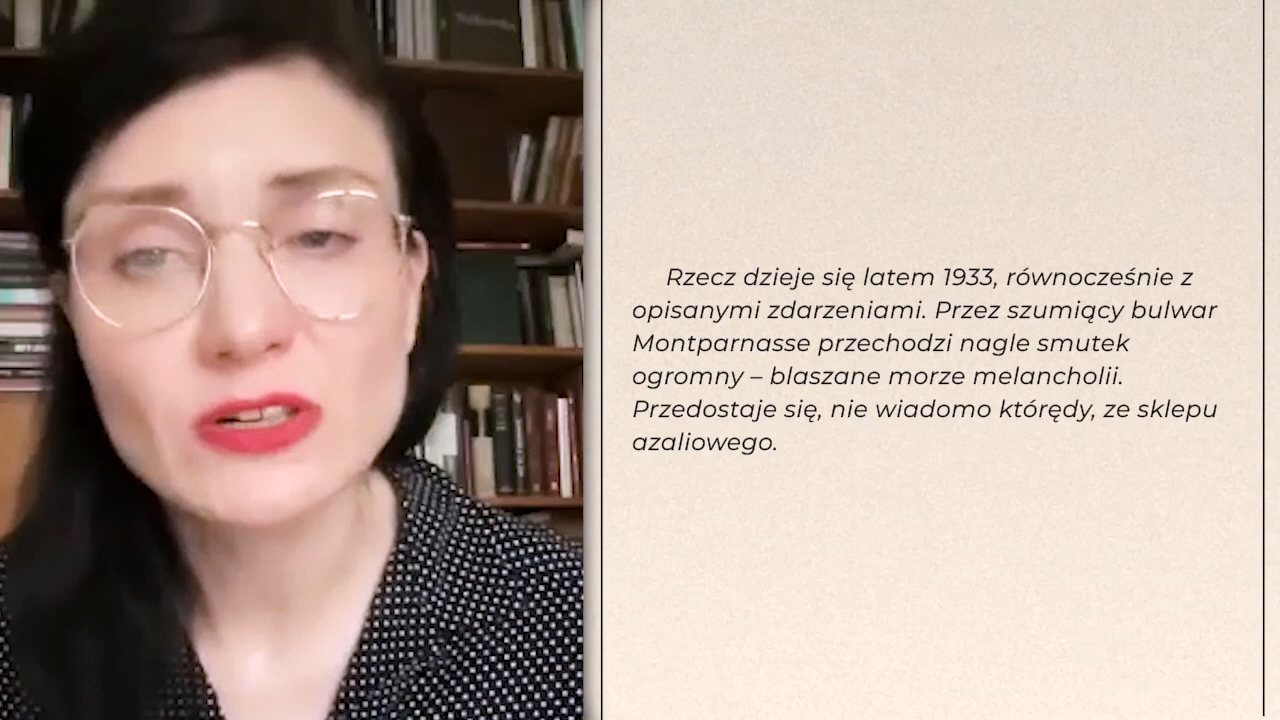 Rzecz dzieje się latem 1933, równocześnie z
opisanymi zdarzeniami. Przez szumiący bulwar
Montparnasse przechodzi nagle smutek
ogromny – blaszane morze melancholii.
Przedostaje się, nie wiadomo którędy, ze sklepu
azaliowego.